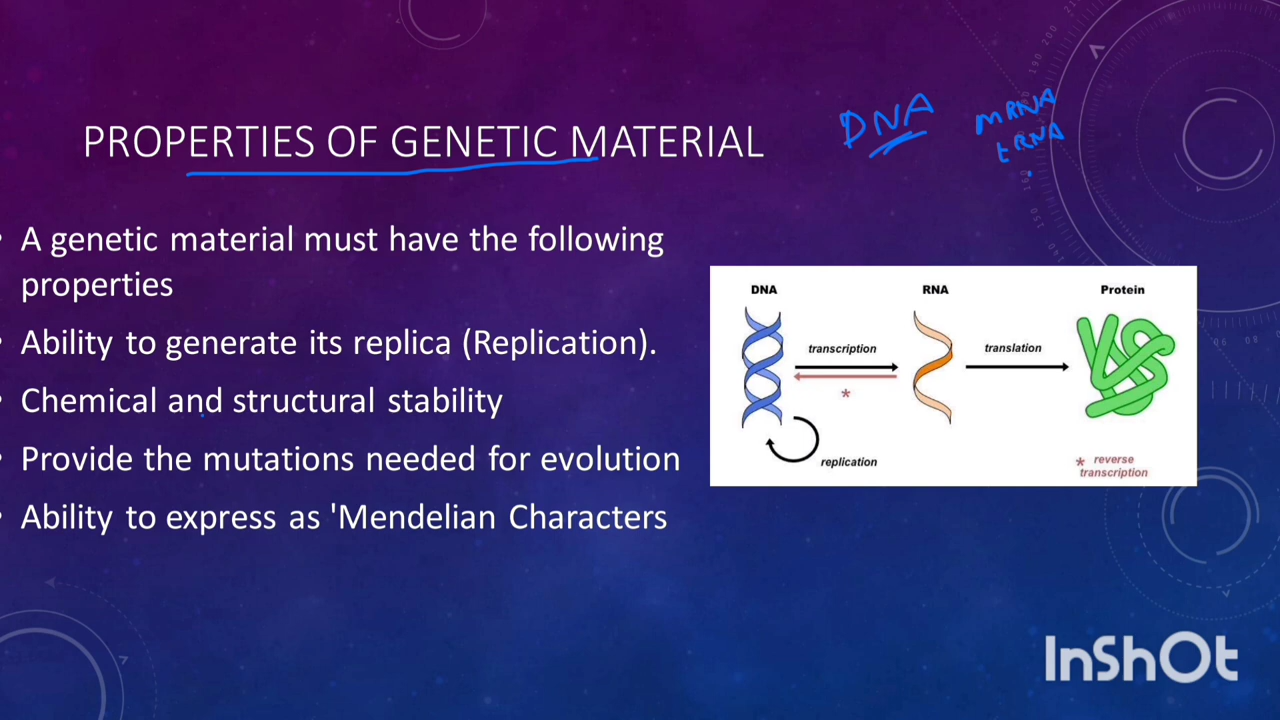 PROPERTIES OF GENETIC MATERIAL
DNA
mRNA
tRNA
• A genetic material must have the following
properties
• Ability to generate its replica (Replication).
• Chemical and structural stability
• Provide the mutations needed for evolution
• Ability to express as 'Mendelian Characters
DNA
RNA
Protein
transcription
translation
*
replication
* reverse
transcription
InShOt